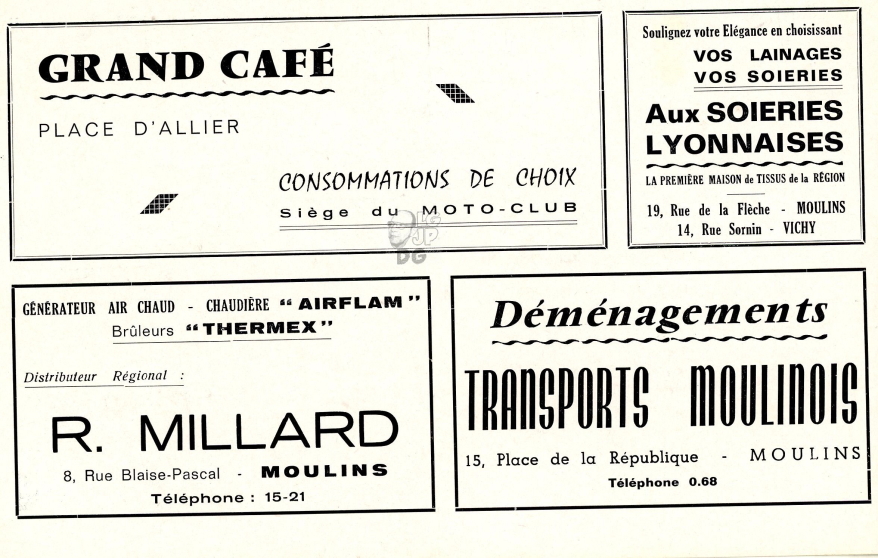 GRAND CAFÉ
PLACE D'ALLIER
CONSOMMATIONS DE CHOIX
Siège du MOTO-CLUB
LG
JP
DG
Soulignez votre Elégance en choisissant
VOS LAINAGES
VOS SOIERIES
Aux SOIERIES
LYONNAISES
LA PREMIÈRE MAISON de TISSUS de la RÉGION
19, Rue de la Flèche - MOULINS
14, Rue Sornin - VICHY
GÉNÉRATEUR AIR CHAUD - CHAUDIÈRE “ AIRFLAM ”
Brûleurs “ THERMEX ”
Distributeur Régional :
R. MILLARD
8, Rue Blaise-Pascal - MOULINS
Téléphone : 15-21
Déménagements
TRANSPORTS MOULINOIS
15, Place de la République - MOULINS
Téléphone 0.68